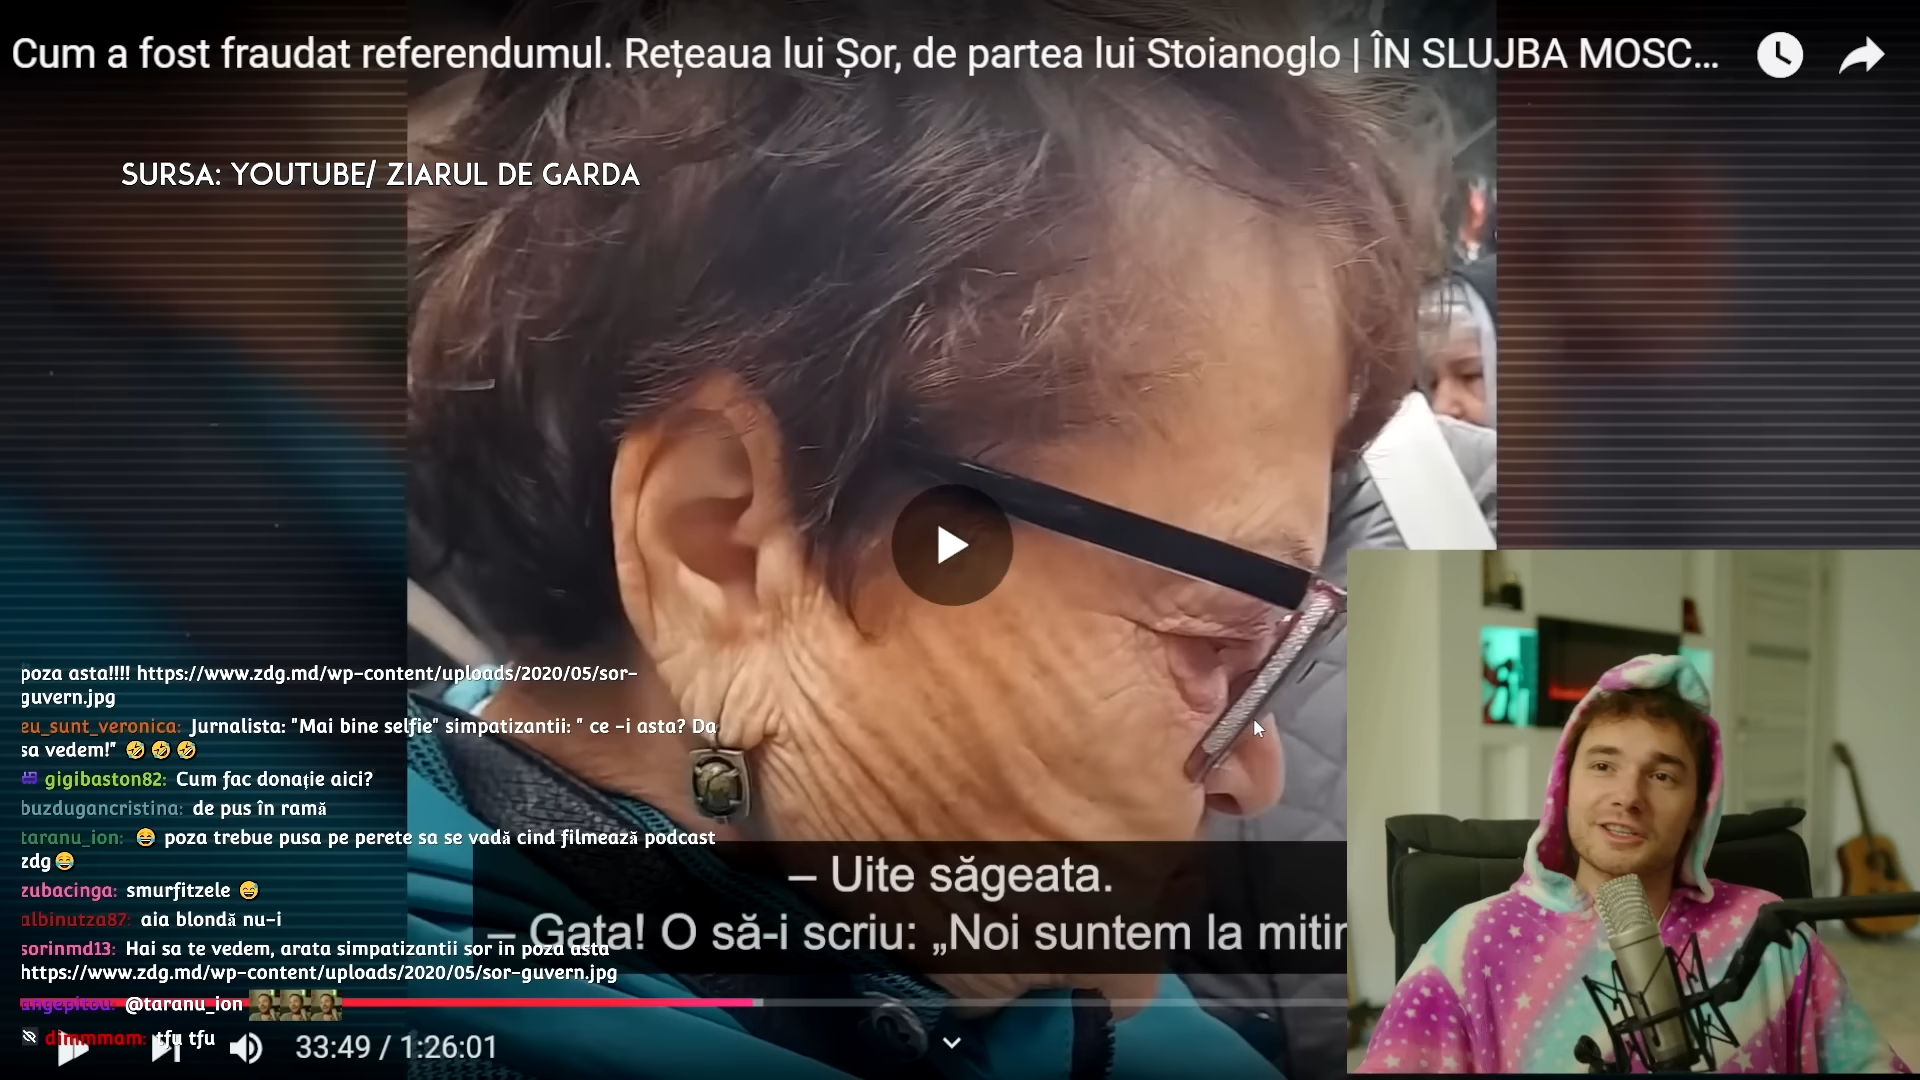 Cum a fost fraudat referendumul. Rețeaua lui Șor, de partea lui Stoianoglo | ÎN SLUJBA MOSC...
SURSA: YOUTUBE/ ZIARUL DE GARDA
poza asta!!!! https://www.zdg.md/wp-content/uploads/2020/05/sor-
guvern.jpg
eu_sunt_veronica: Jurnalista: "Mai bine selfie" simpatizantii: " ce -i asta? Da
sa vedem!" 🤣 🤣 🤣
gigibaston82: Cum fac donație aici?
buzdugancristina: de pus în ramă
taranu_ion: 😂 poza trebue pusa pe perete sa se vadă cind filmează podcast
zdg😂
zubacinga: smurfitzele 😅
albinutza87: aia blondă nu-i
sorinmd13: Hai sa te vedem, arata simpatizantii sor in poza asta
https://www.zdg.md/wp-content/uploads/2020/05/sor-guvern.jpg
angepitou: @taranu_ion
dimmmam: tfu tfu
– Uite săgeata.
– Gata! O să-i scriu: „Noi suntem la mitin
33:49 / 1:26:01